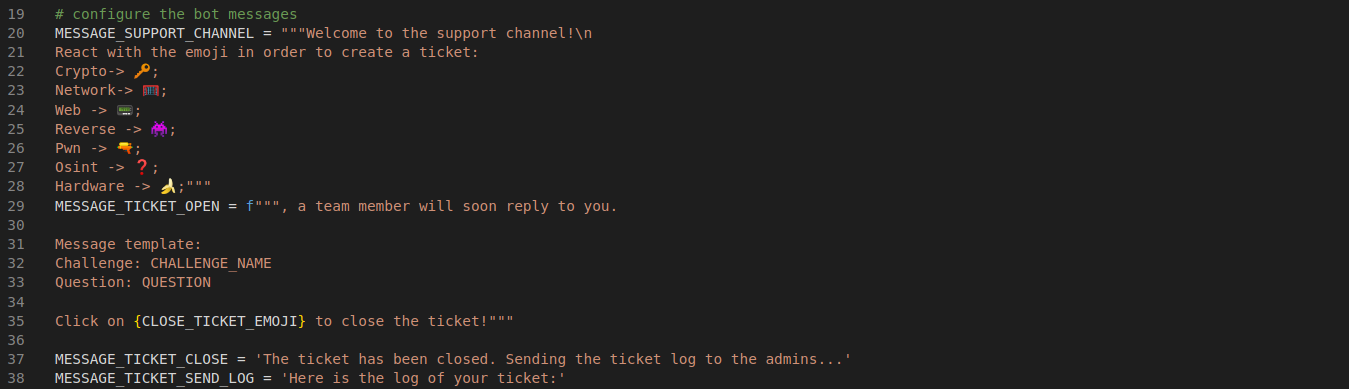 19 # configure the bot messages
20 MESSAGE_SUPPORT_CHANNEL = """Welcome to the support channel!\n
21 React with the emoji in order to create a ticket:
22 Crypto-> 🔑;
23 Network-> 🥅;
24 Web -> 📟;
25 Reverse -> 👾;
26 Pwn -> 🔫;
27 Osint -> ❓;
28 Hardware -> 🍌;"""
29 MESSAGE_TICKET_OPEN = f""", a team member will soon reply to you.
30
31 Message template:
32 Challenge: CHALLENGE_NAME
33 Question: QUESTION
34
35 Click on {CLOSE_TICKET_EMOJI} to close the ticket!"""
36
37 MESSAGE_TICKET_CLOSE = 'The ticket has been closed. Sending the ticket log to the admins...'
38 MESSAGE_TICKET_SEND_LOG = 'Here is the log of your ticket:'